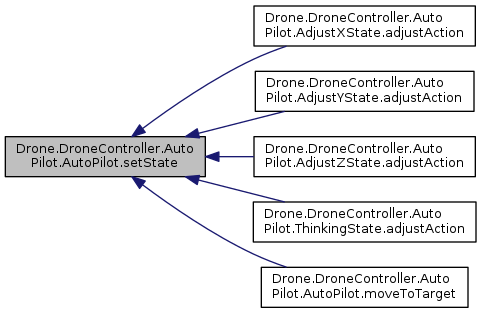 Drone.DroneController.Auto
Pilot.AdjustXState.adjustAction
Drone.DroneController.Auto
Pilot.AdjustYState.adjustAction
Drone.DroneController.Auto
Pilot.AutoPilot.setState
Drone.DroneController.Auto
Pilot.AdjustZState.adjustAction
Drone.DroneController.Auto
Pilot.ThinkingState.adjustAction
Drone.DroneController.Auto
Pilot.AutoPilot.moveToTarget